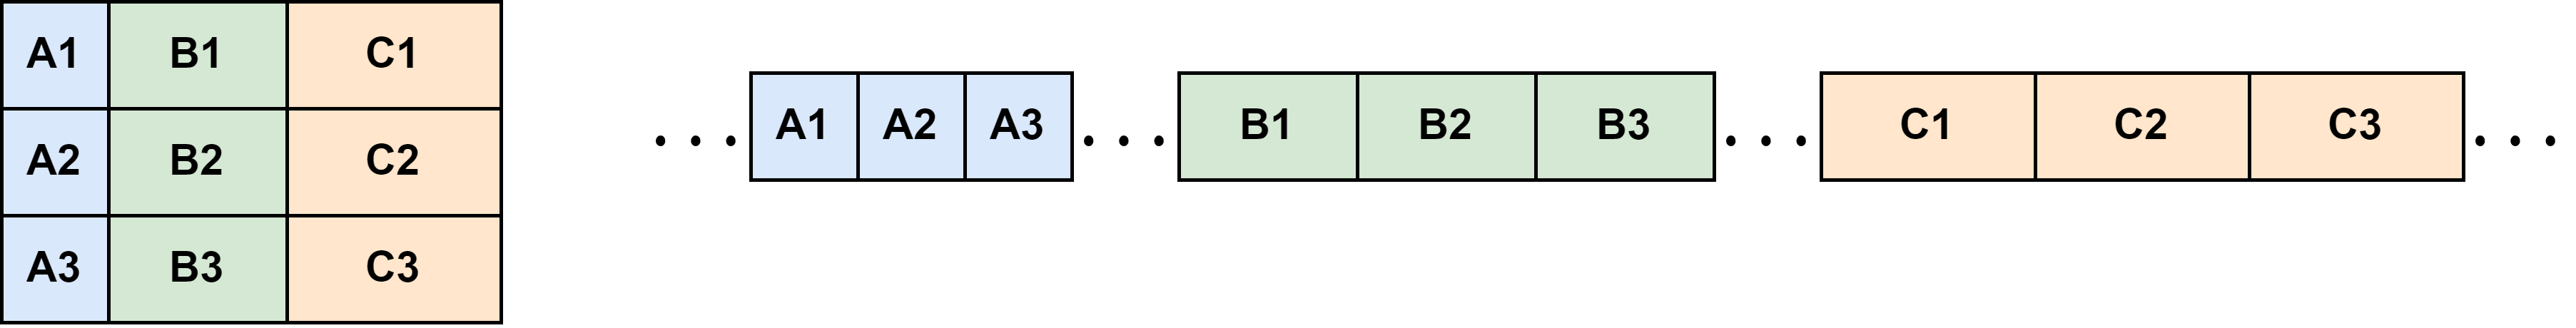 A1 B1 C1
A2 B2 C2
A3 B3 C3
. . . A1 A2 A3 . . . B1 B2 B3 . . . C1 C2 C3 . . .